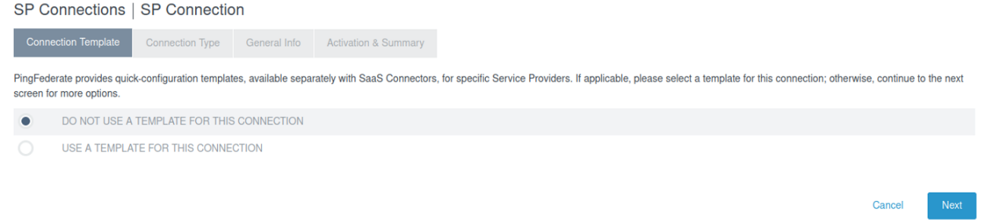 SP Connections | SP Connection
Connection Template Connection Type General Info Activation & Summary
PingFederate provides quick-configuration templates, available separately with SaaS Connectors, for specific Service Providers. If applicable, please select a template for this connection; otherwise, continue to the next
screen for more options.
DO NOT USE A TEMPLATE FOR THIS CONNECTION
USE A TEMPLATE FOR THIS CONNECTION
Cancel Next